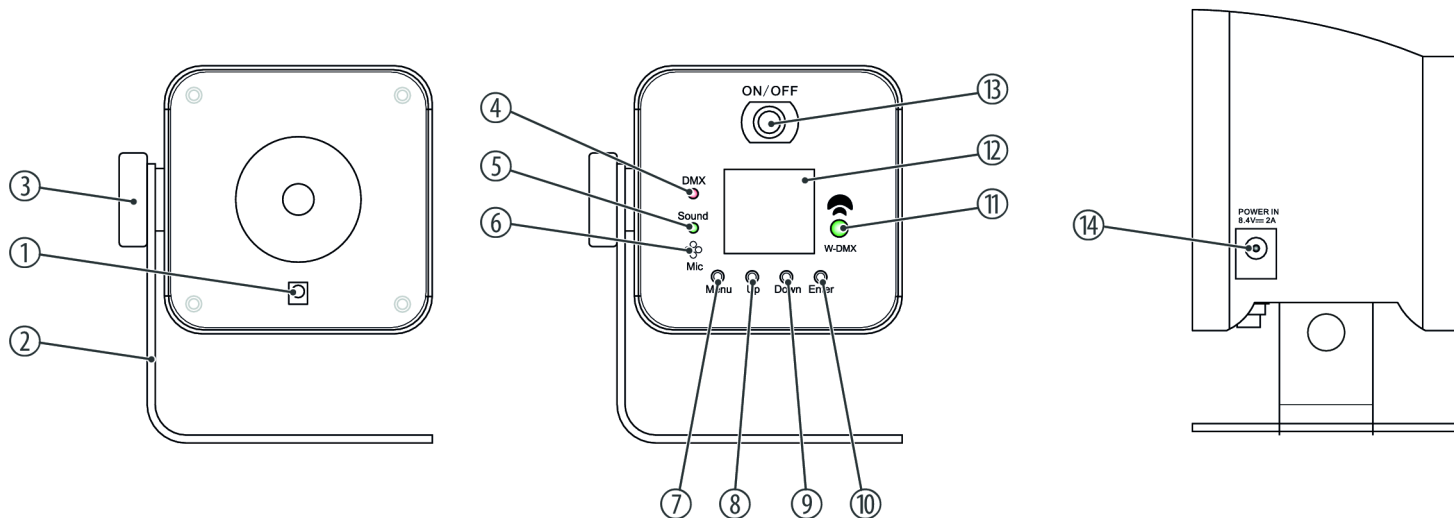 ③
①
②
④
⑤
⑥
ON/OFF
DMX
Sound
Mic
W-DMX
Menu Up Down Enter
⑬
⑫
⑪
⑦ ⑧ ⑨ ⑩
⑭
POWER IN
8.4V⎓ 2A